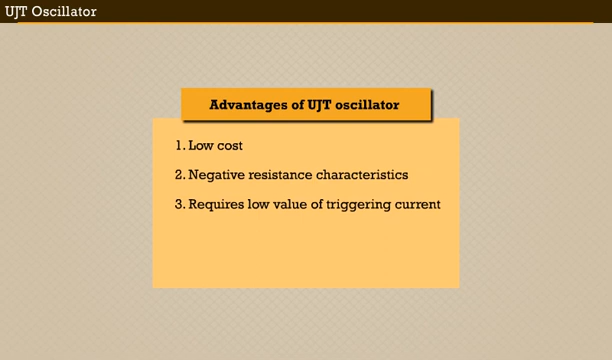 UJT Oscillator
Advantages of UJT oscillator
1. Low cost
2. Negative resistance characteristics
3. Requires low value of triggering current